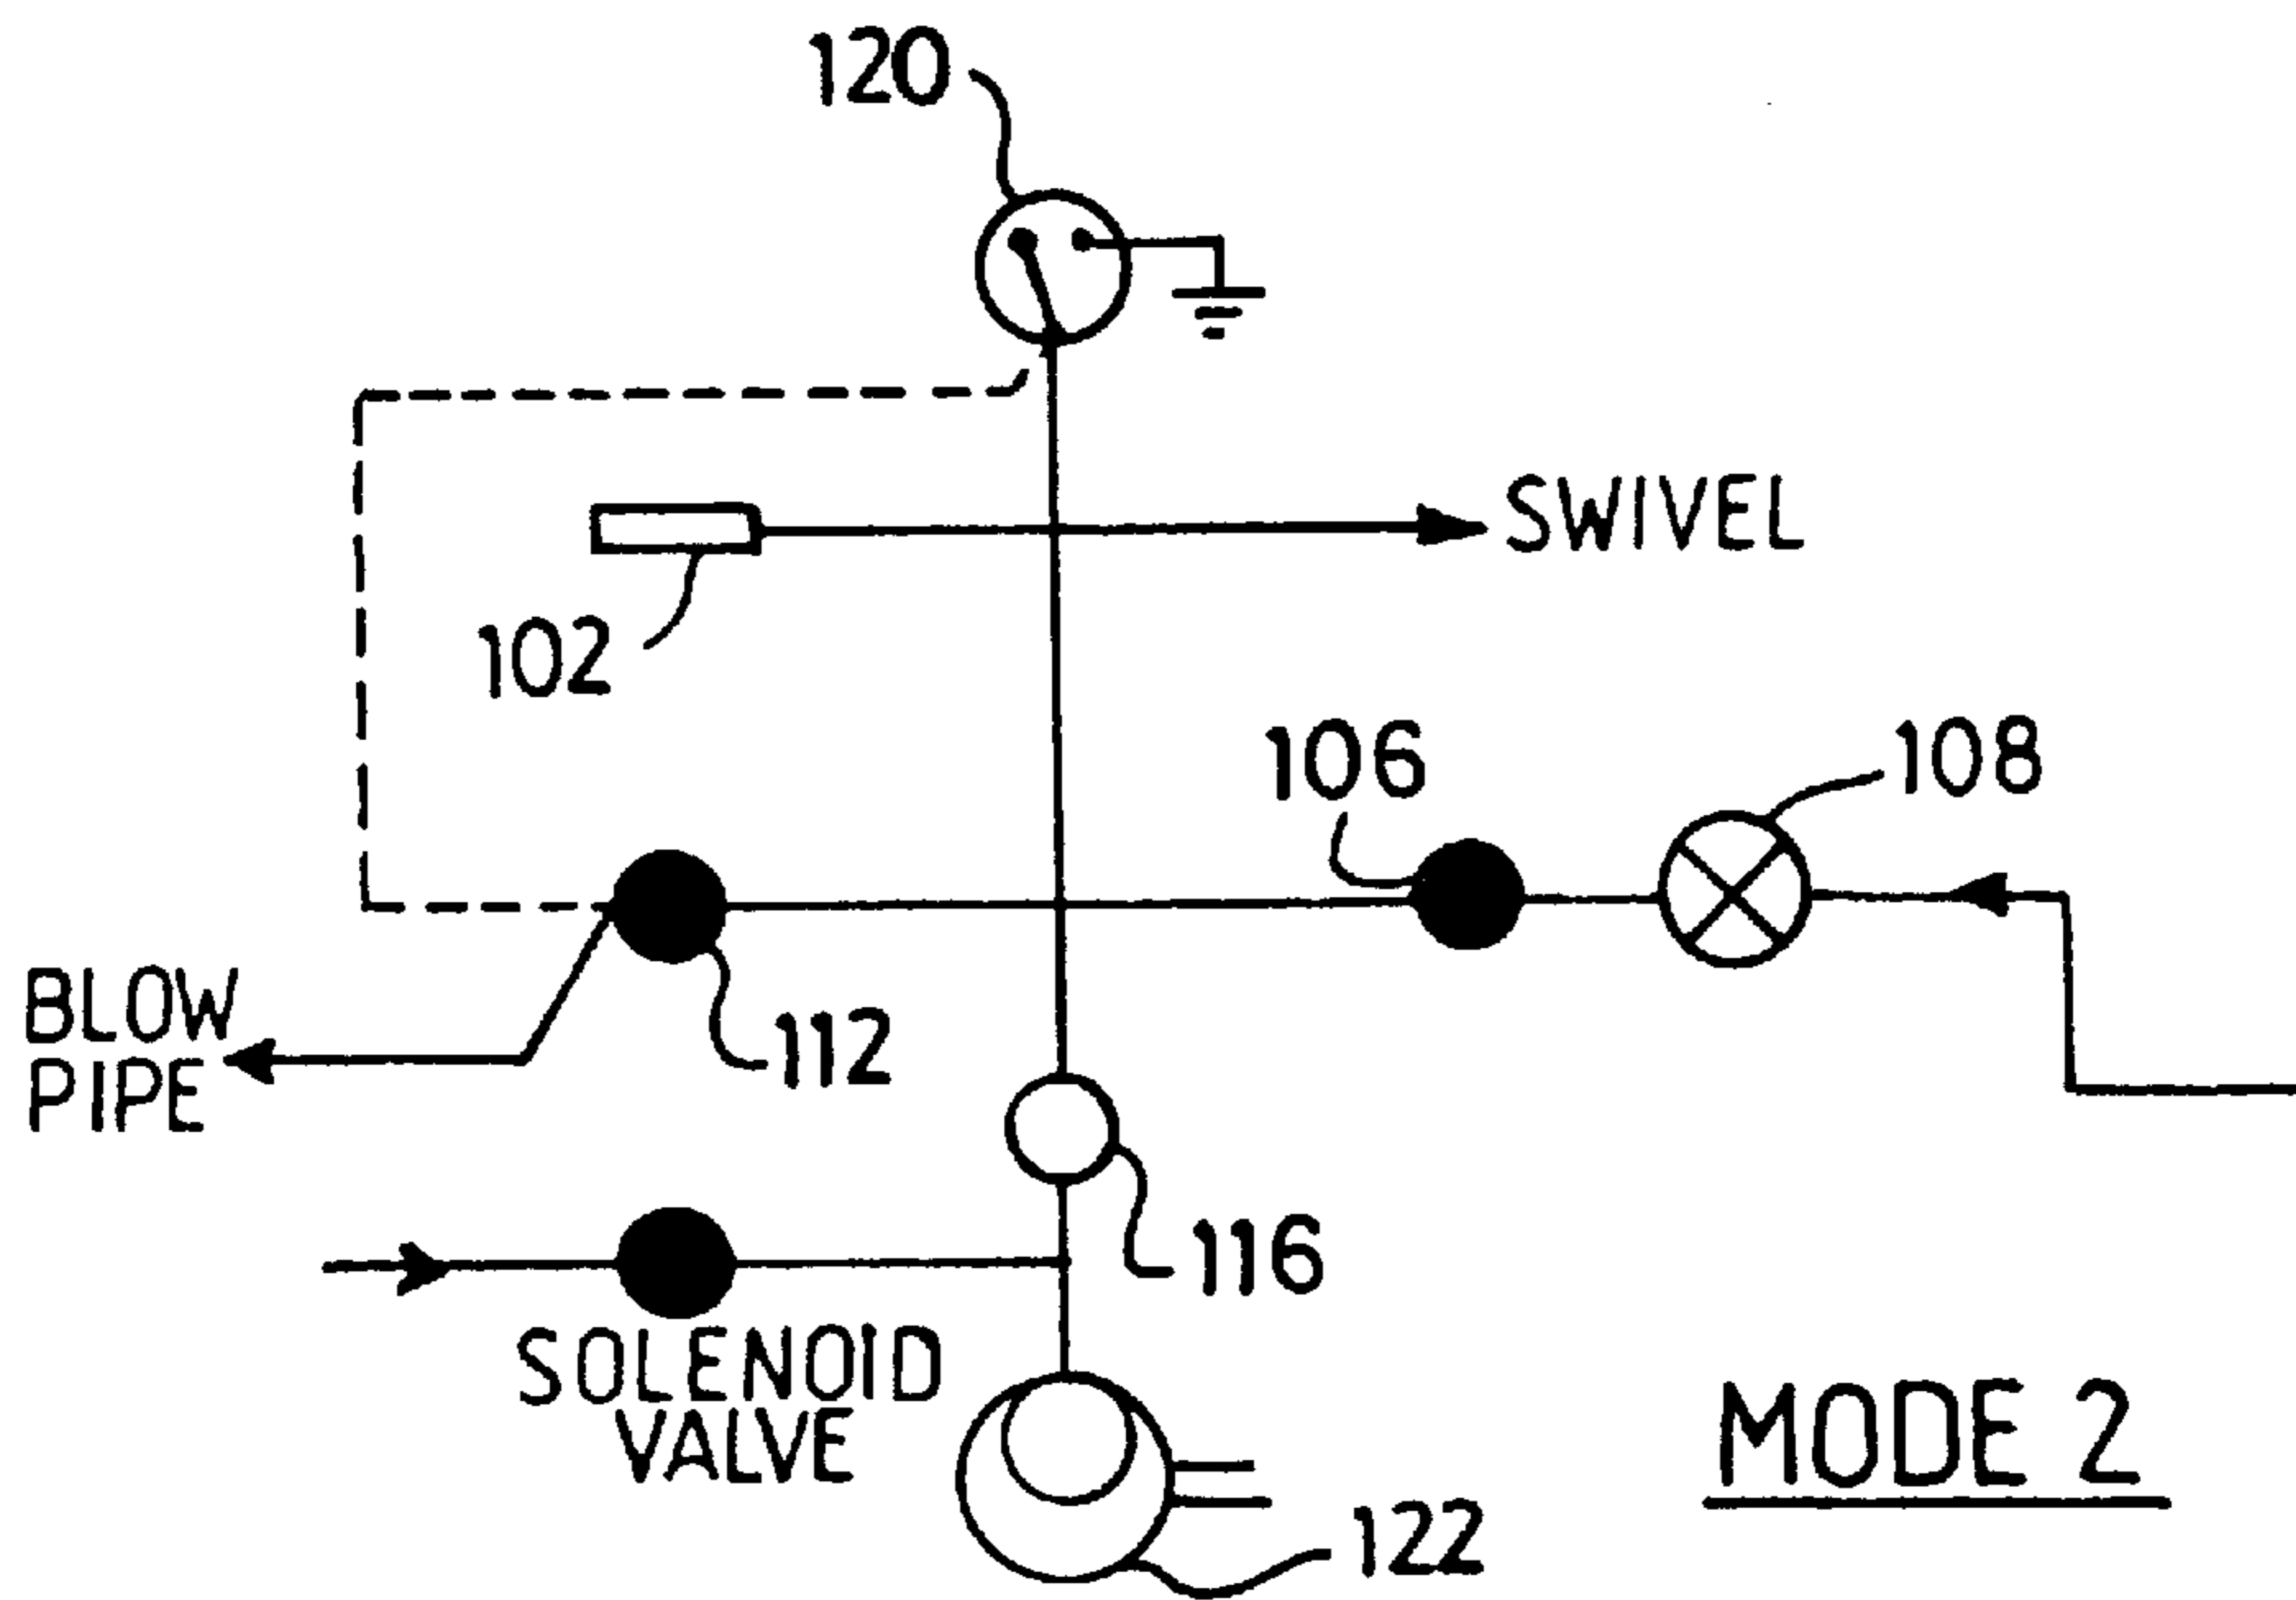 120
SWIVEL
102
106
108
BLOW
PIPE
112
116
SOLENOID
VALVE
MODE 2
122